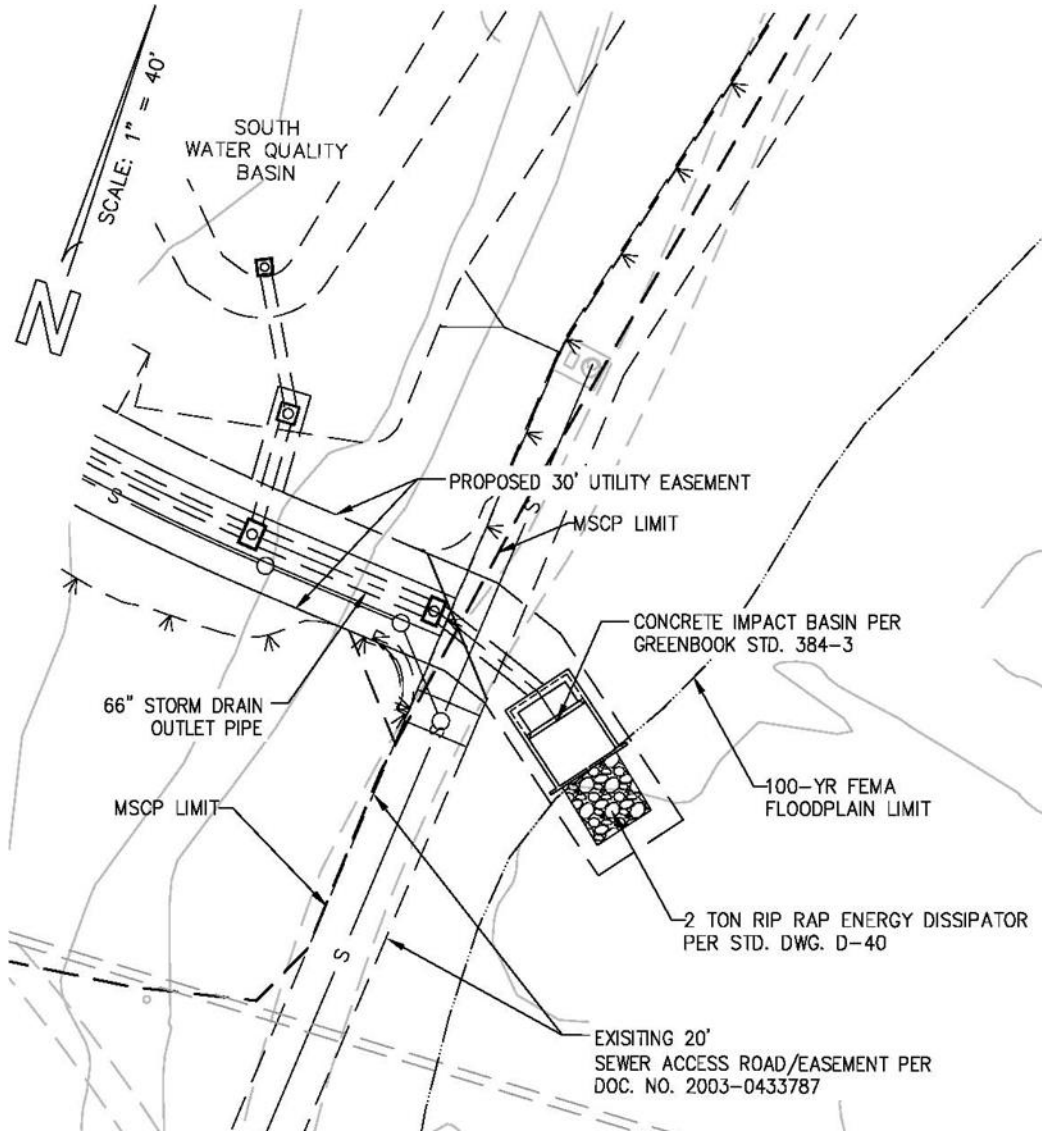 SCALE: 1" = 40'
N
SOUTH
WATER QUALITY
BASIN
PROPOSED 30' UTILITY EASEMENT
S
MSCP LIMIT
S
CONCRETE IMPACT BASIN PER
GREENBOOK STD. 384-3
66" STORM DRAIN
OUTLET PIPE
S
100-YR FEMA
FLOODPLAIN LIMIT
MSCP LIMIT
2 TON RIP RAP ENERGY DISSIPATOR
PER STD. DWG. D-40
S
EXISITING 20'
SEWER ACCESS ROAD/EASEMENT PER
DOC. NO. 2003-0433787